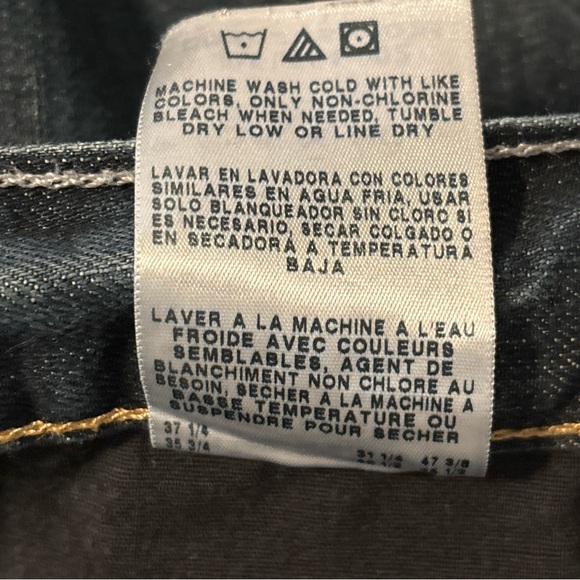 MACHINE WASH COLD WITH LIKE
COLORS, ONLY NON-CHLORINE
BLEACH WHEN NEEDED, TUMBLE
DRY LOW OR LINE DRY
LAVAR EN LAVADORA CON COLORES
SIMILARES EN AGUA FRIA, USAR
SOLO BLANQUEADOR SIN CLORO SI
ES NECESARIO, SECAR COLGADO O
EN SECADORA A TEMPERATURA
BAJA
LAVER A LA MACHINE A L'EAU
FROIDE AVEC COULEURS
SEMBLABLES, AGENT DE
BLANCHIMENT NON CHLORE AU
BESOIN, SECHER A LA MACHINE A
BASSE TEMPERATURE OU
SUSPENDRE POUR SECHER
37 1/4 31 1/4 47 3/8
35 3/4